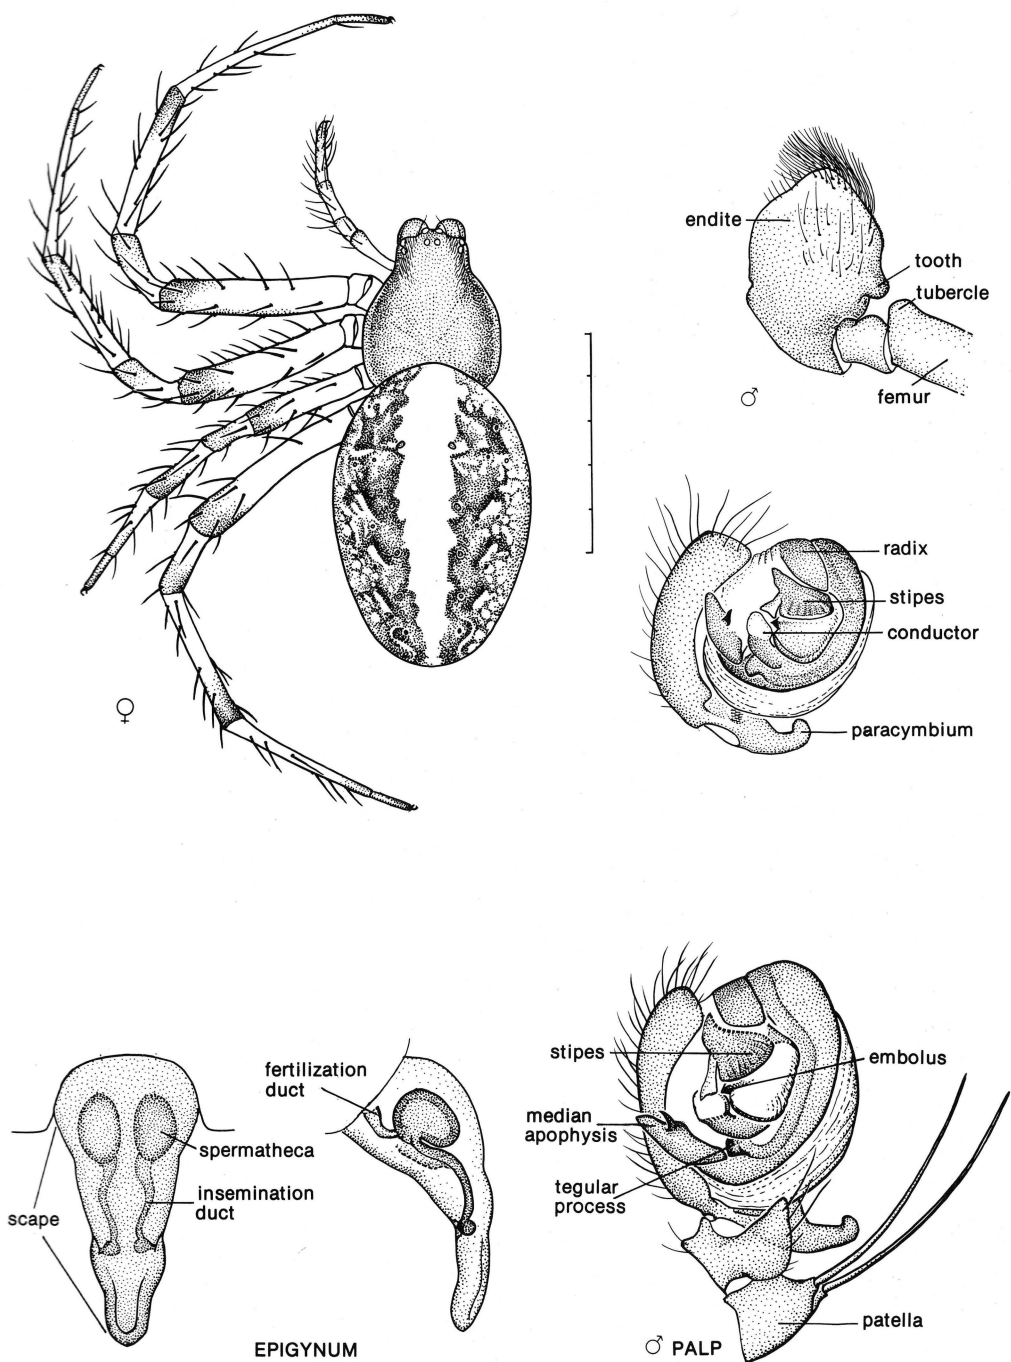 endite
tooth
tubercle
femur
♂
radix
stipes
conductor
paracymbium
♀
fertilization
duct
spermatheca
insemination
duct
scape
EPIGYNUM
stipes
embolus
median
apophysis
tegular
process
patella
♂ PALP